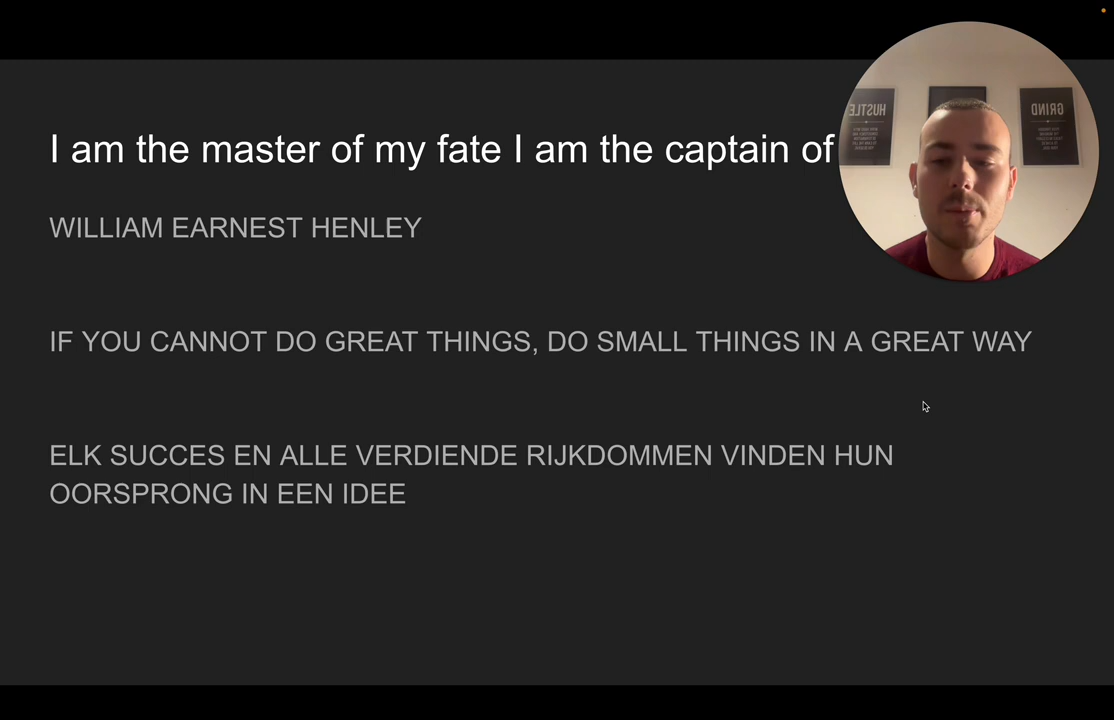 I am the master of my fate I am the captain of
WILLIAM EARNEST HENLEY
IF YOU CANNOT DO GREAT THINGS, DO SMALL THINGS IN A GREAT WAY
ELK SUCCES EN ALLE VERDIENDE RIJKDOMMEN VINDEN HUN
OORSPRONG IN EEN IDEE
HUSTLE
GRIND